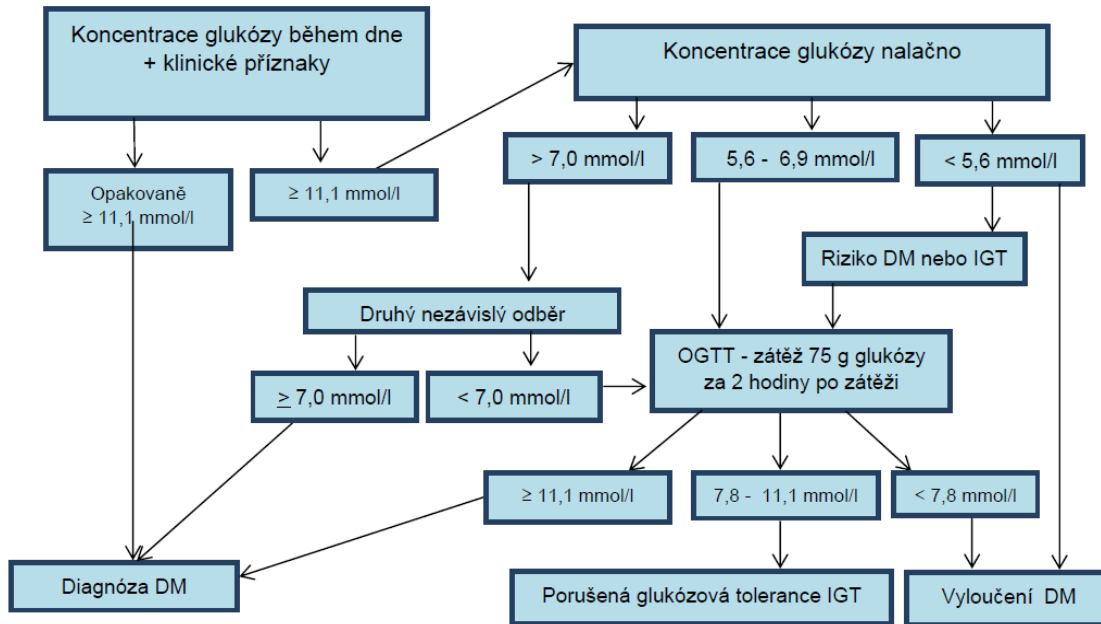 Koncentrace glukózy během dne
+ klinické příznaky
Koncentrace glukózy nalačno
> 7,0 mmol/l
5,6 - 6,9 mmol/l
< 5,6 mmol/l
Opakovaně
≥ 11,1 mmol/l
≥ 11,1 mmol/l
Riziko DM nebo IGT
Druhý nezávislý odběr
OGTT - zátěž 75 g glukózy
za 2 hodiny po zátěži
≥ 7,0 mmol/l
< 7,0 mmol/l
≥ 11,1 mmol/l
7,8 - 11,1 mmol/l
< 7,8 mmol/l
Diagnóza DM
Porušená glukózová tolerance IGT
Vyloučení DM